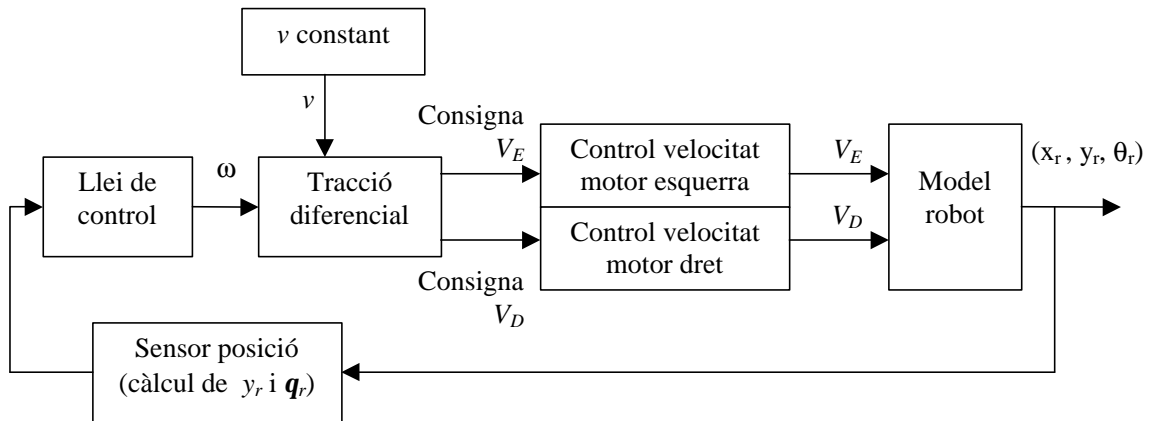 v constant
v
Consigna
V_E
Control velocitat
motor esquerra
V_E
(x_r , y_r, θ_r)
Llei de
control
ω
Tracció
diferencial
Model
robot
Control velocitat
motor dret
V_D
Consigna
V_D
Sensor posició
(càlcul de y_r i q_r)